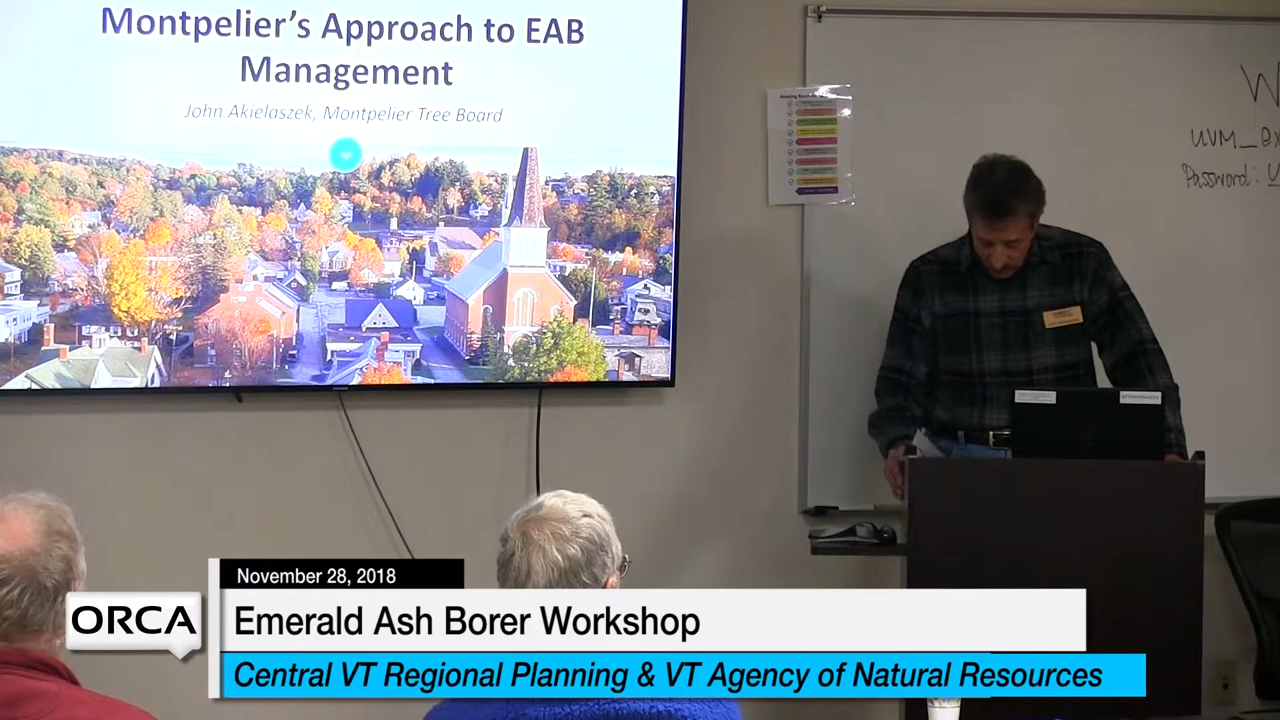 Montpelier's Approach to EAB
Management
John Akielaszek, Montpelier Tree Board
W
UVM_ex
Password:
November 28, 2018
ORCA
Emerald Ash Borer Workshop
Central VT Regional Planning & VT Agency of Natural Resources